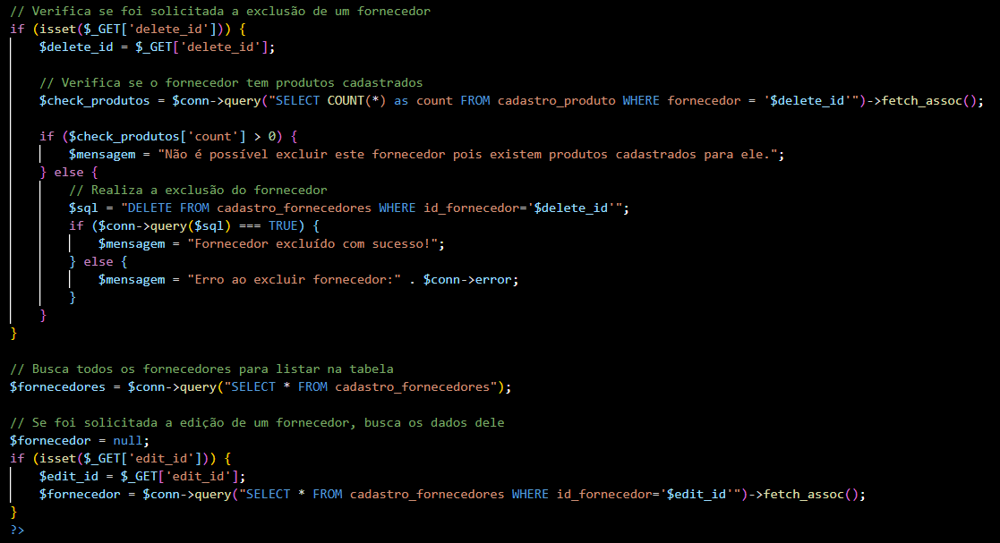 // Verifica se foi solicitada a exclusão de um fornecedor
if (isset($_GET['delete_id'])) {
    $delete_id = $_GET['delete_id'];
    // Verifica se o fornecedor tem produtos cadastrados
    $check_produtos = $conn->query("SELECT COUNT(*) as count FROM cadastro_produto WHERE fornecedor = '$delete_id'")->fetch_assoc();
    if ($check_produtos['count'] > 0) {
        $mensagem = "Não é possível excluir este fornecedor pois existem produtos cadastrados para ele.";
    } else {
        // Realiza a exclusão do fornecedor
        $sql = "DELETE FROM cadastro_fornecedores WHERE id_fornecedor='$delete_id'";
        if ($conn->query($sql) === TRUE) {
            $mensagem = "Fornecedor excluído com sucesso!";
        } else {
            $mensagem = "Erro ao excluir fornecedor:" . $conn->error;
        }
    }
}
// Busca todos os fornecedores para listar na tabela
$fornecedores = $conn->query("SELECT * FROM cadastro_fornecedores");
// Se foi solicitada a edição de um fornecedor, busca os dados dele
$fornecedor = null;
if (isset($_GET['edit_id'])) {
    $edit_id = $_GET['edit_id'];
    $fornecedor = $conn->query("SELECT * FROM cadastro_fornecedores WHERE id_fornecedor='$edit_id'")->fetch_assoc();
}
?>